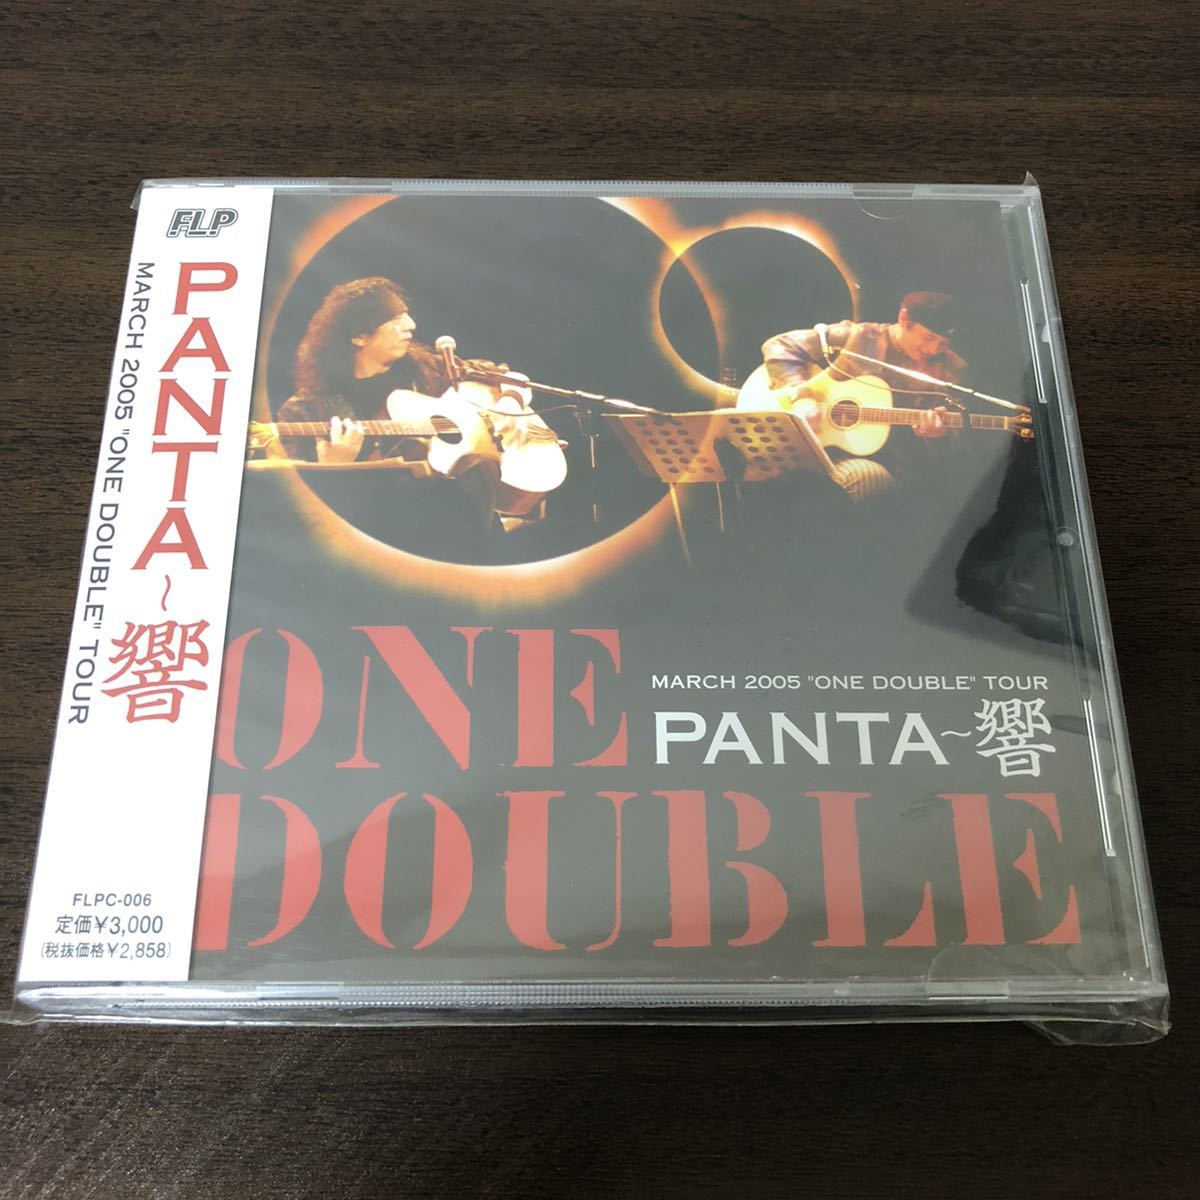 FLP
PANTA～響
MARCH 2005 "ONE DOUBLE" TOUR
FLPC-006
定価¥3,000
(税抜価格¥2,858)
ONE
MARCH 2005 "ONE DOUBLE" TOUR
PANTA～響
DOUBLE